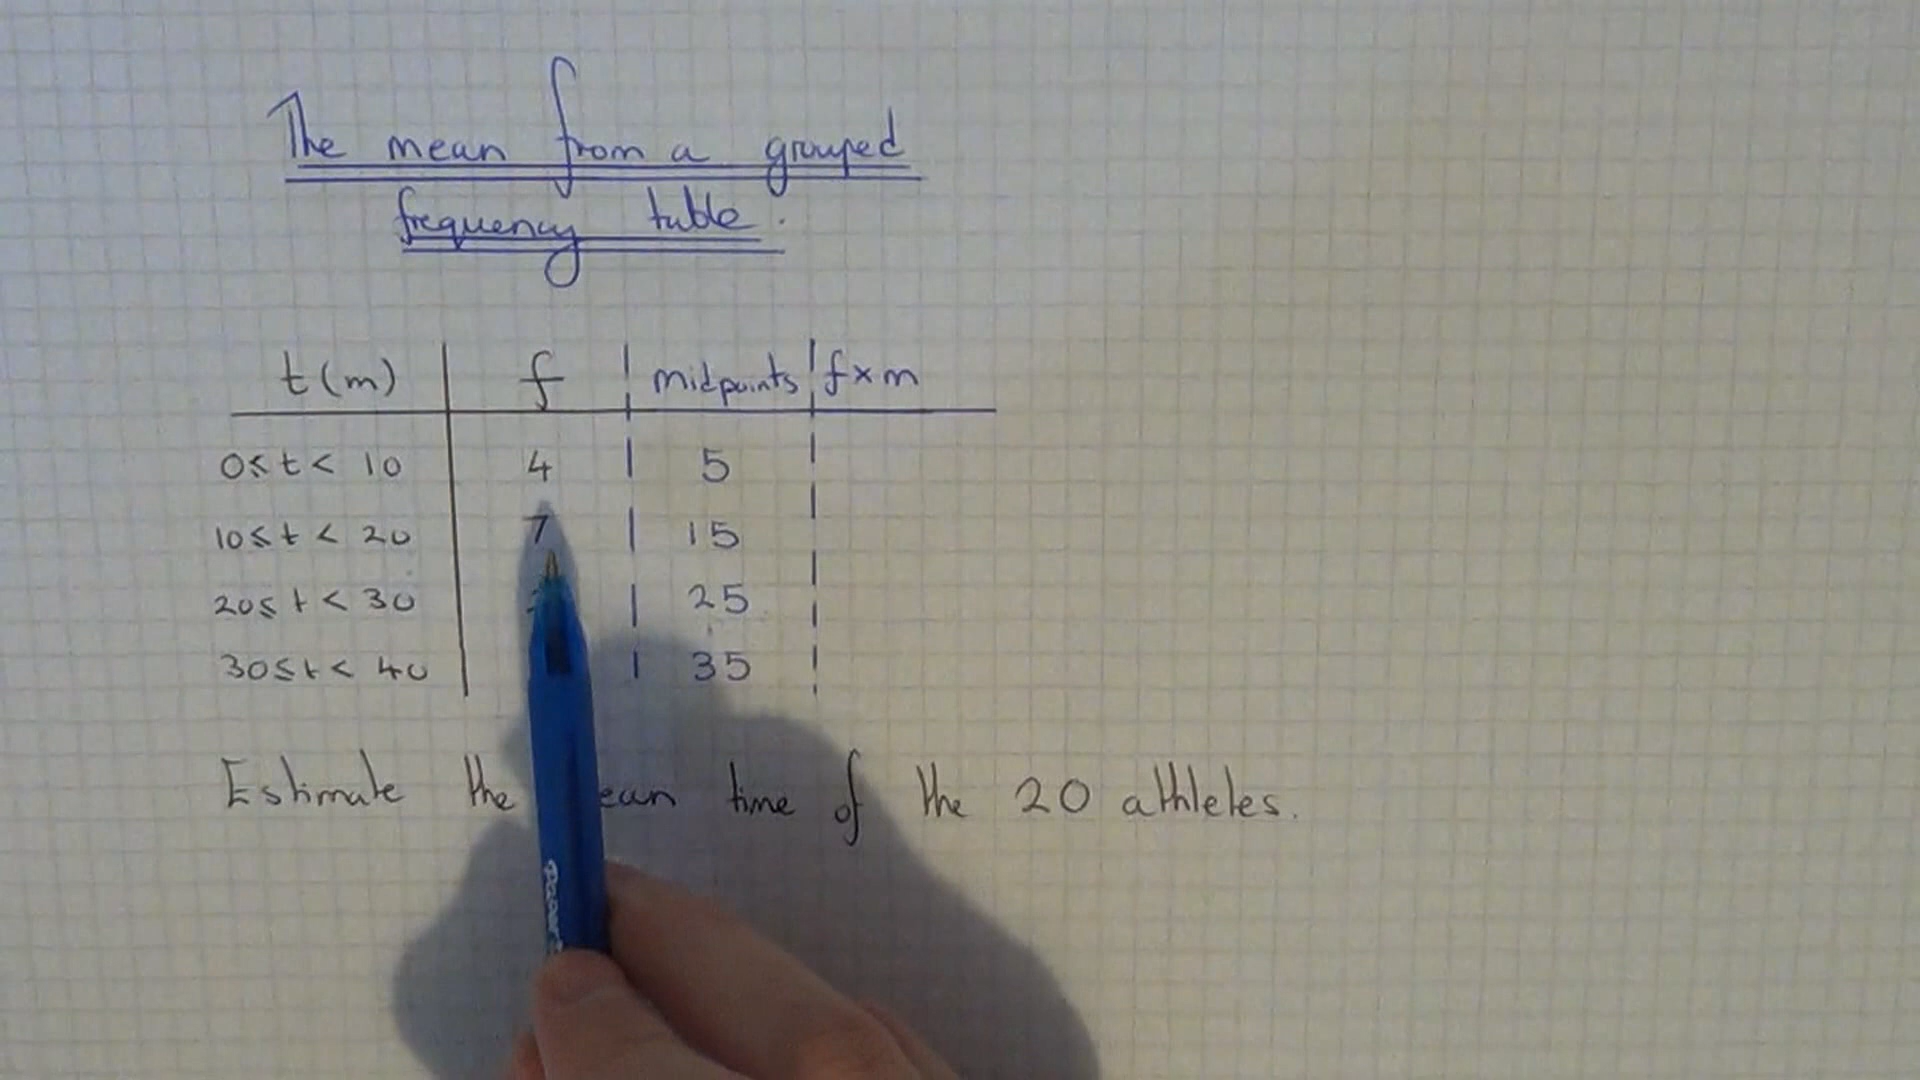 The mean from a grouped
frequency table.
t(m) f midpoints f×m
0≤t< 10 4 5
10≤t < 20 7 15
20≤t < 30 25
30≤t< 40 35
Estimate the ean time of the 20 athletes.